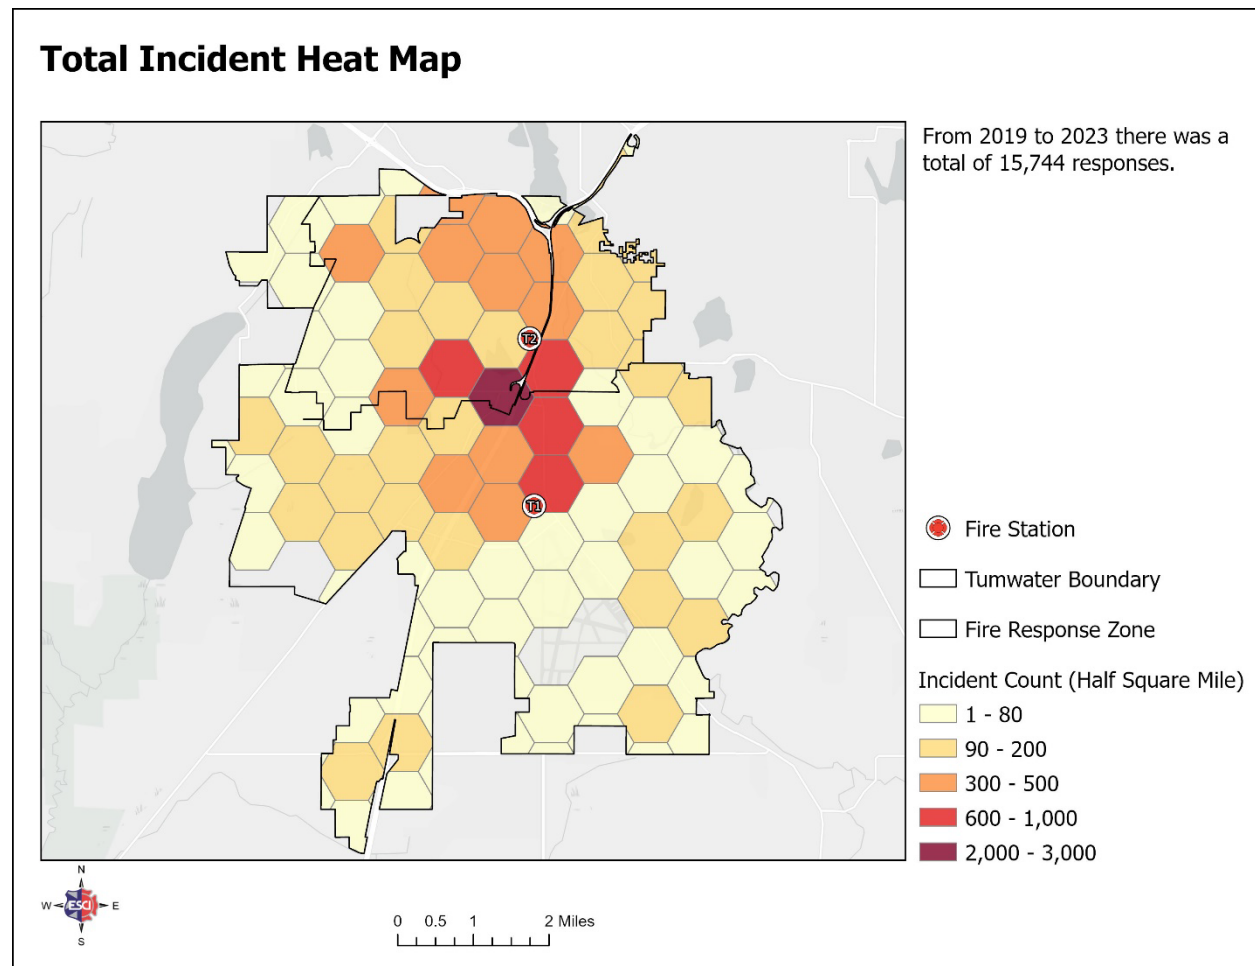 Total Incident Heat Map
From 2019 to 2023 there was a
total of 15,744 responses.
T2
T1
Fire Station
Tumwater Boundary
Fire Response Zone
Incident Count (Half Square Mile)
1 - 80
90 - 200
300 - 500
600 - 1,000
2,000 - 3,000
N
W ESCI E
S
0 0.5 1 2 Miles